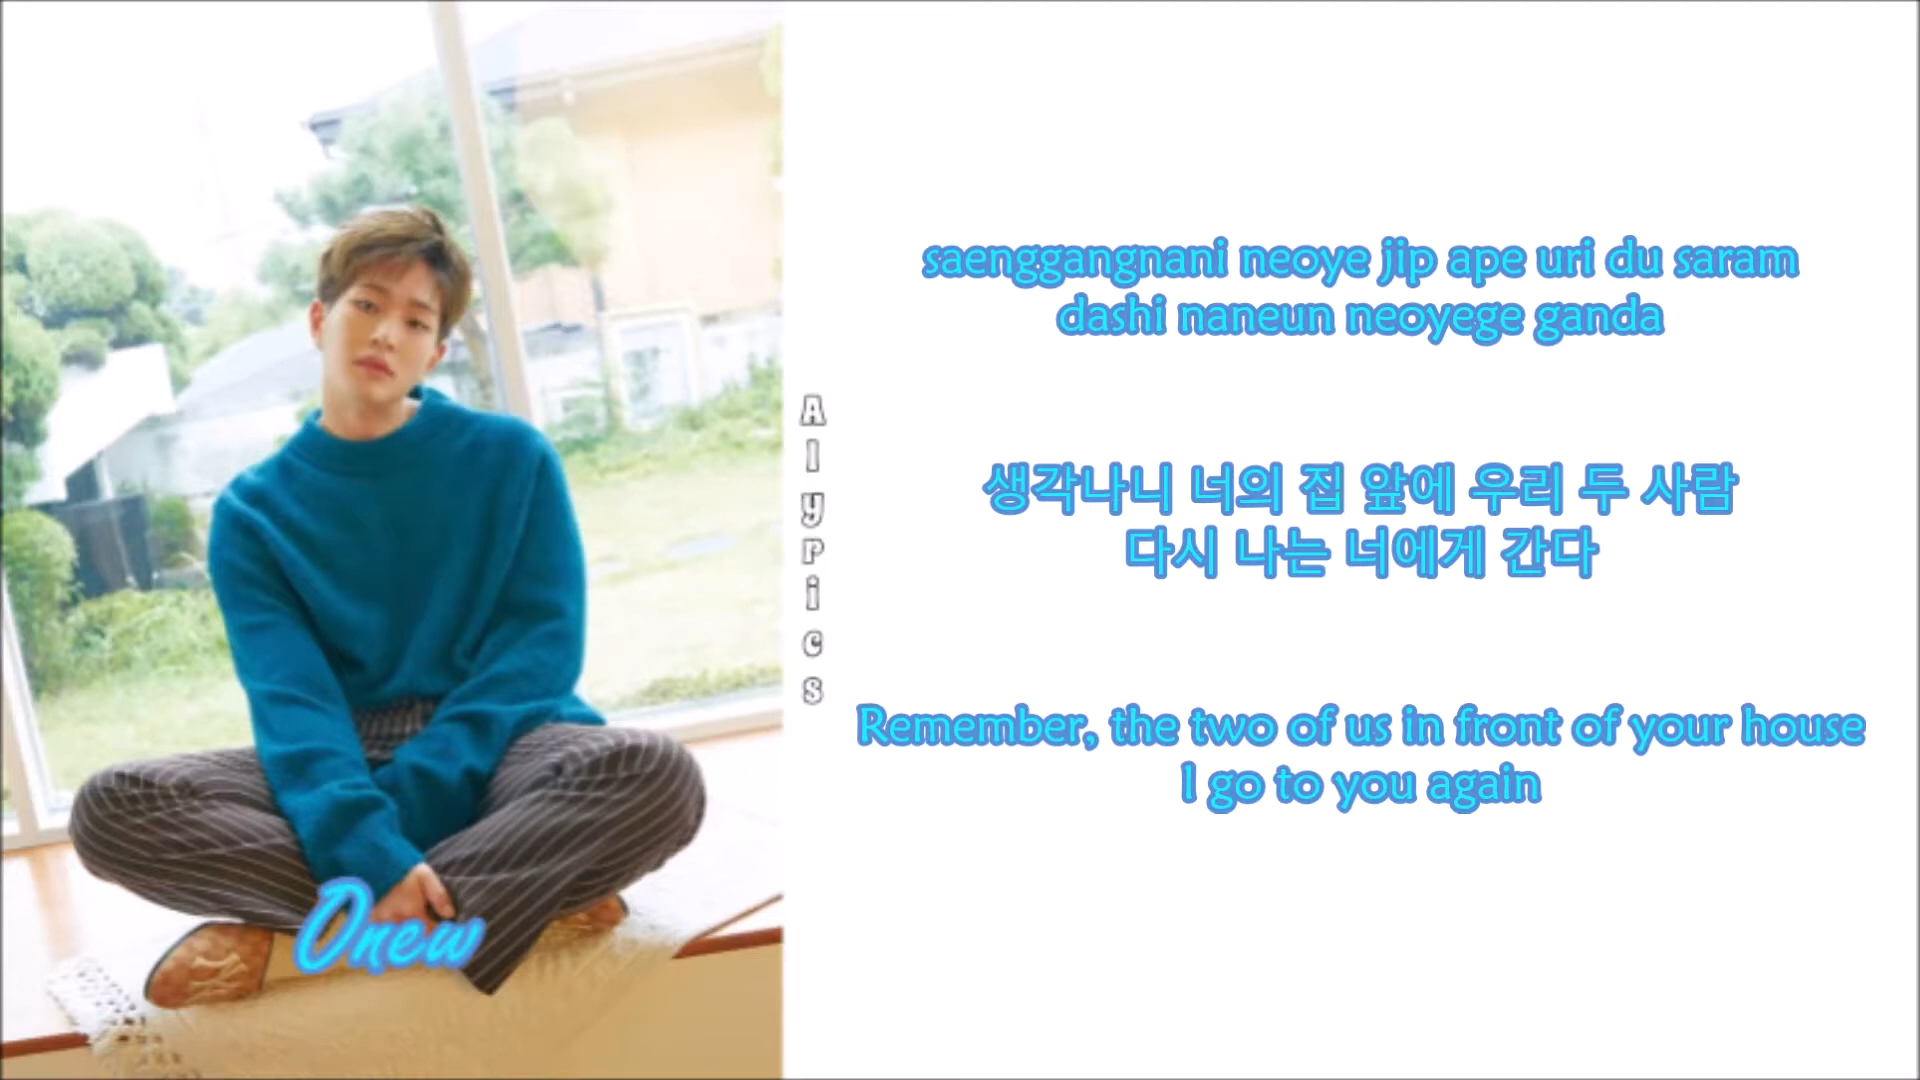 saenggangnani neoye jip ape uri du saram
dashi naneun neoyege ganda
생각나니 너의 집 앞에 우리 두 사람
다시 나는 너에게 간다
Remember, the two of us in front of your house
I go to you again
AlyPics
Onew